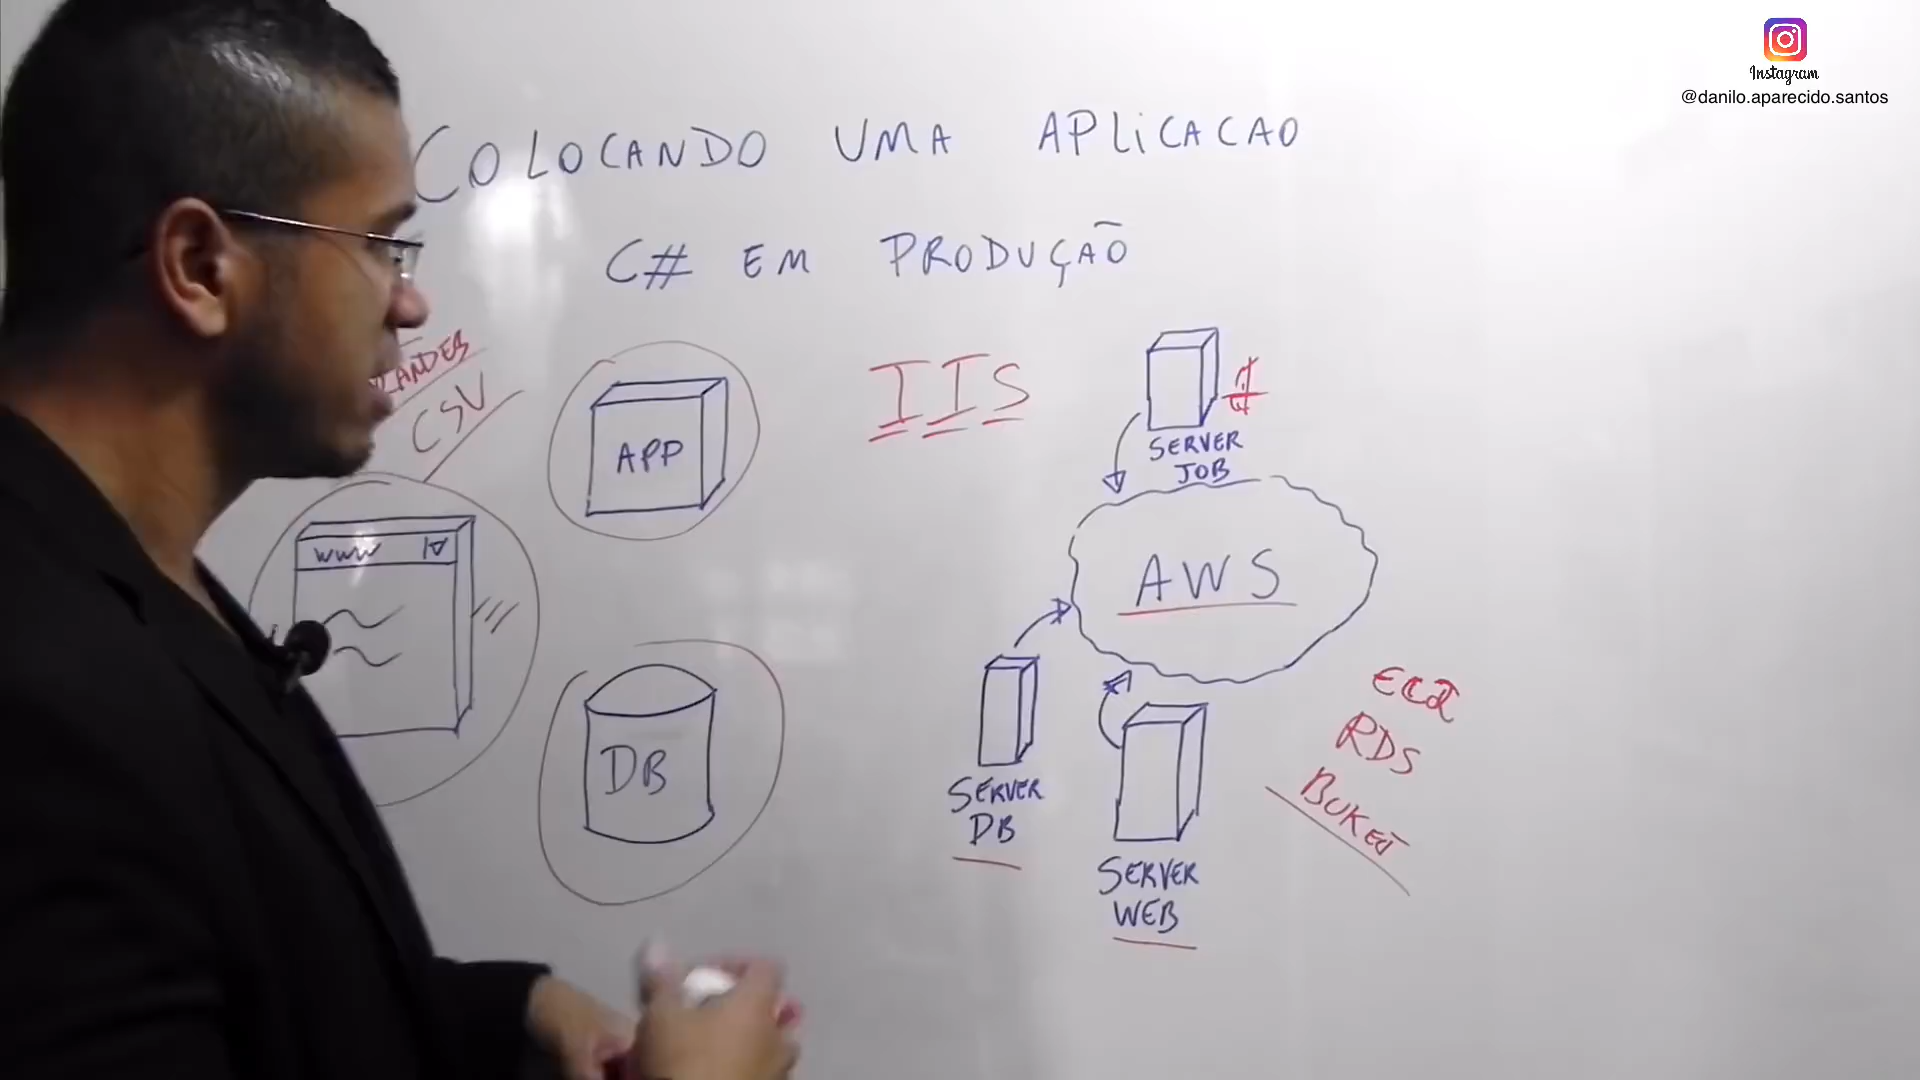 Instagram
@danilo.aparecido.santos
COLOCANDO UMA APLICACAO
C# EM PRODUÇÃO
CSV
APP
IIS
SERVER
JOB
www
AWS
DB
SERVER
DB
SERVER
WEB
EC2
RDS
BUKET